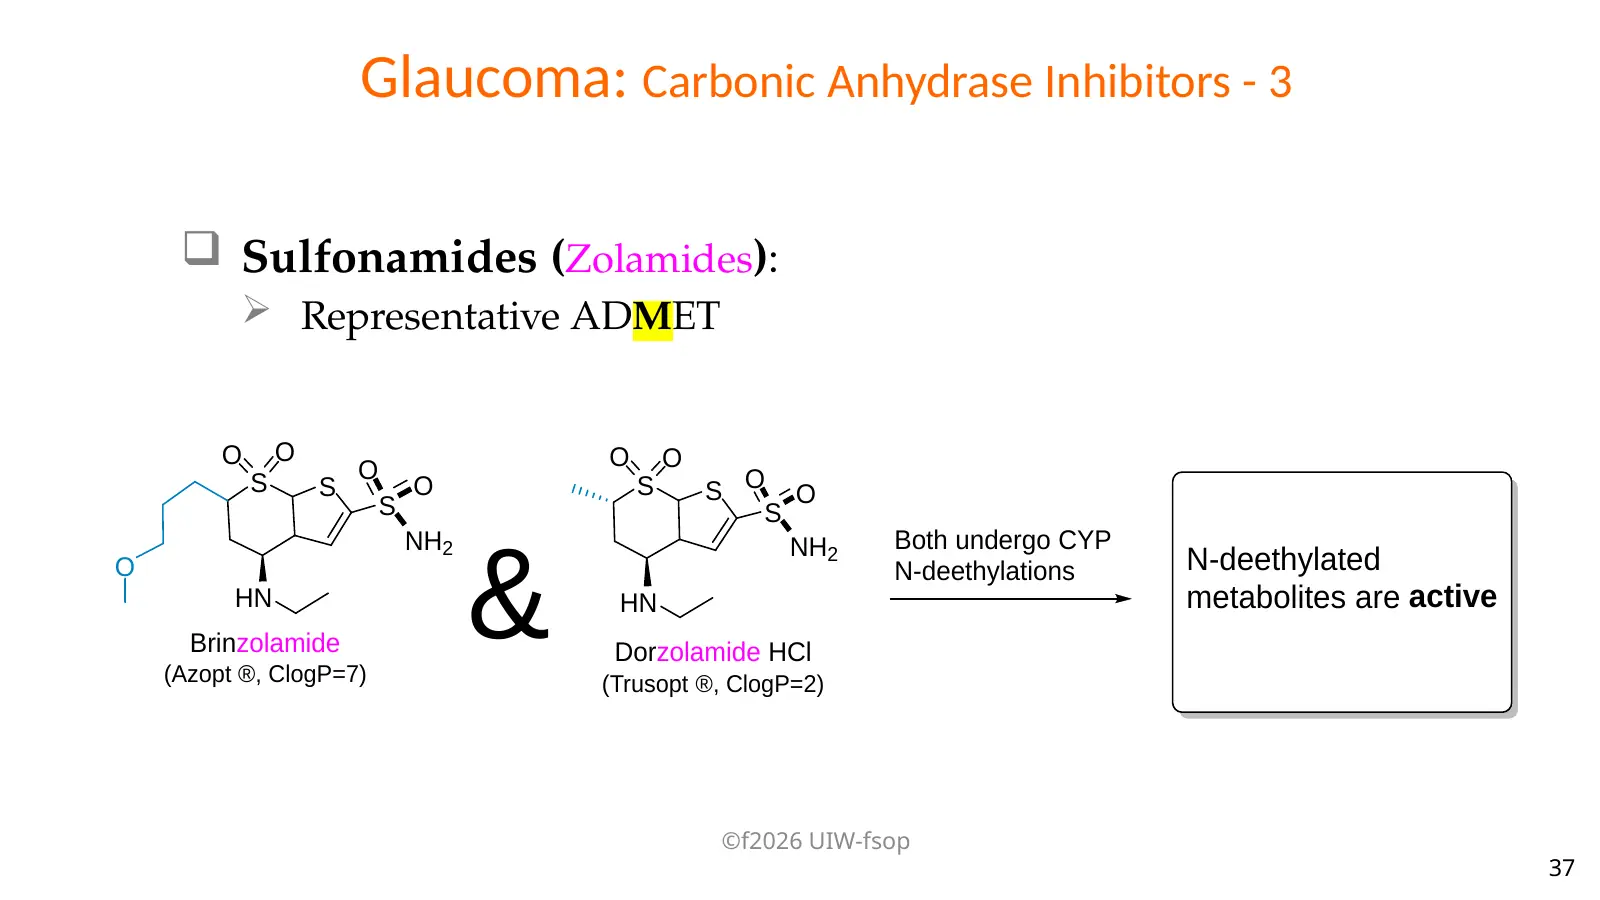 Glaucoma: Carbonic Anhydrase Inhibitors - 3
Sulfonamides (Zolamides):
Representative ADMET
O O
S S O O
S
NH2
O
HN
Brinzolamide
(Azopt ®, ClogP=7)
&
O O
S S O O
S
NH2
HN
Dorzolamide HCl
(Trusopt ®, ClogP=2)
Both undergo CYP
N-deethylations
N-deethylated
metabolites are active
©f2026 UIW-fsop
37